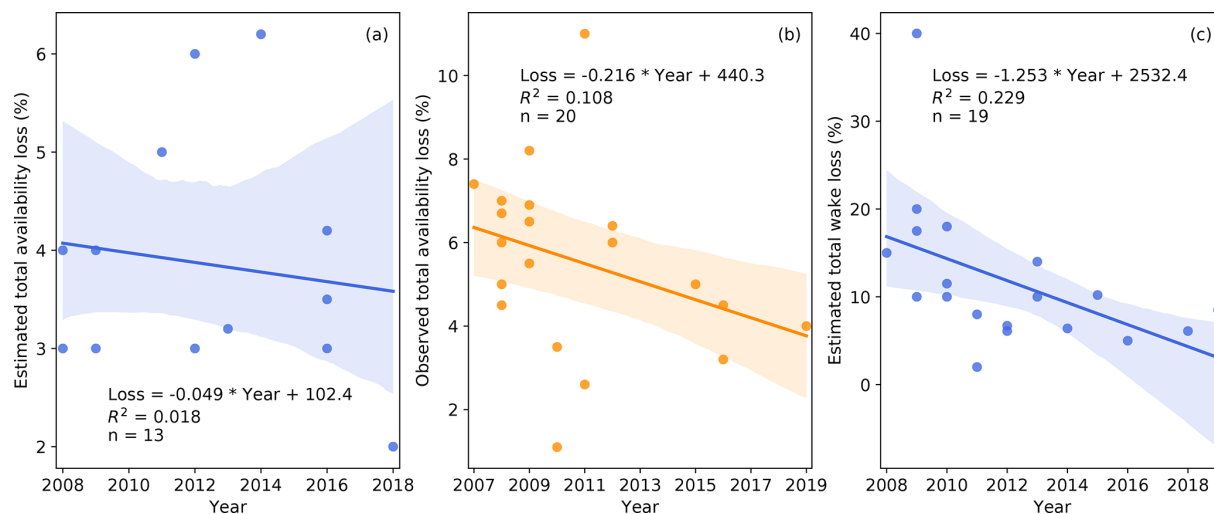 (a)
Estimated total availability loss (%)
6
5
4
3
2
Loss = -0.049 * Year + 102.4
R² = 0.018
n = 13
2008 2010 2012 2014 2016 2018
Year
(b)
Observed total availability loss (%)
10
8
6
4
2
Loss = -0.216 * Year + 440.3
R² = 0.108
n = 20
2007 2009 2011 2013 2015 2017 2019
Year
(c)
Estimated total wake loss (%)
40
30
20
10
0
Loss = -1.253 * Year + 2532.4
R² = 0.229
n = 19
2008 2010 2012 2014 2016 2018
Year